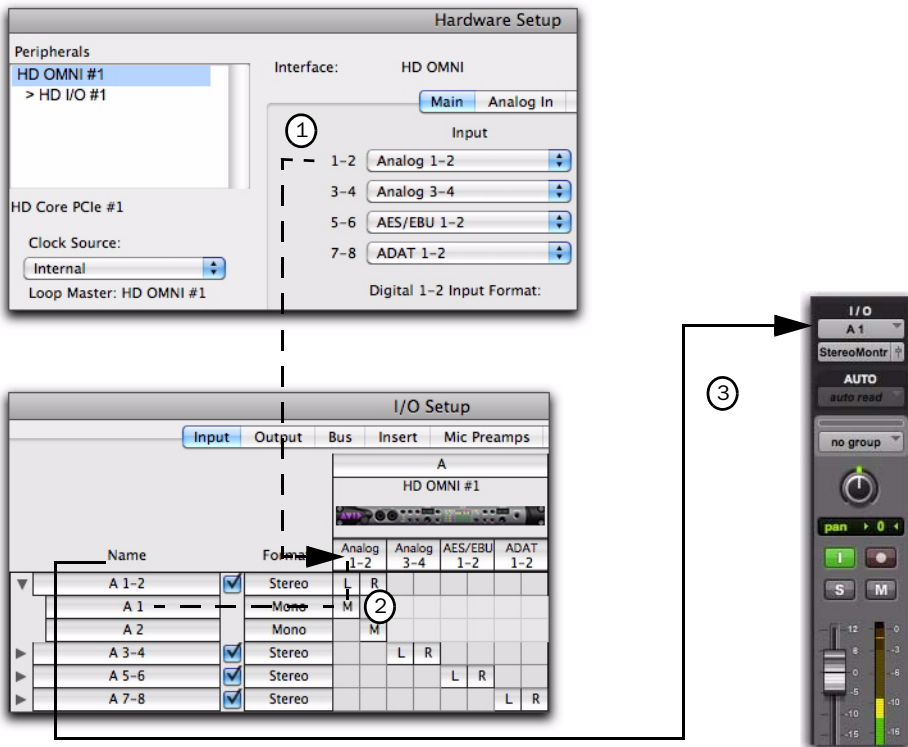 Hardware Setup
Peripherals
HD OMNI #1
> HD I/O #1
HD Core PCIe #1
Clock Source:
Internal
Loop Master: HD OMNI #1
Interface: HD OMNI
Main Analog In
Input
1
1-2 Analog 1-2
3-4 Analog 3-4
5-6 AES/EBU 1-2
7-8 ADAT 1-2
Digital 1-2 Input Format:
I/O Setup
Input Output Bus Insert Mic Preamps
A
HD OMNI #1
AVID
Name Format Analog 1-2 Analog 3-4 AES/EBU 1-2 ADAT 1-2
A 1-2 Stereo L R
A 1 Mono M
2
A 2 Mono M
A 3-4 Stereo L R
A 5-6 Stereo L R
A 7-8 Stereo L R
3
I/O
A 1
StereoMontr
AUTO
auto read
no group
pan 0
I
S M
12 0
6 -3
0 -6
-5
-10 -10
-15 -16